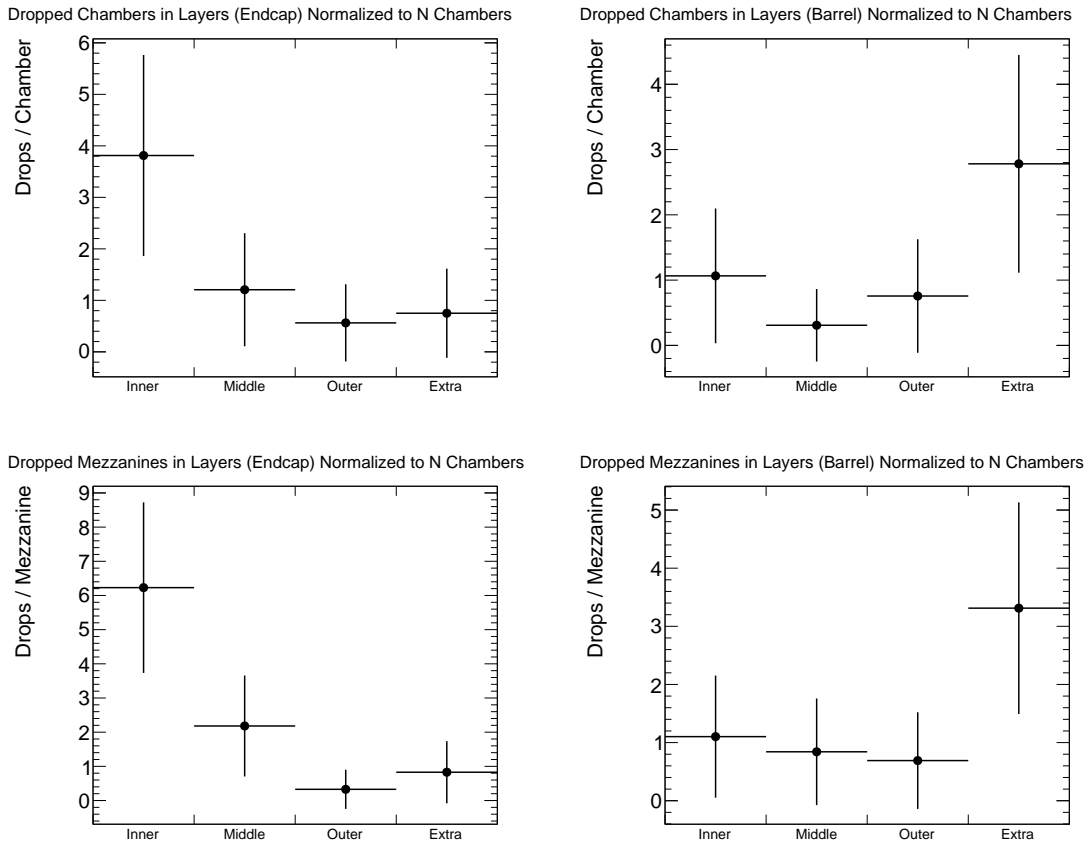 Dropped Chambers in Layers (Endcap) Normalized to N Chambers
Drops / Chamber
6
5
4
3
2
1
0
Inner Middle Outer Extra
Dropped Chambers in Layers (Barrel) Normalized to N Chambers
Drops / Chamber
4
3
2
1
0
Inner Middle Outer Extra
Dropped Mezzanines in Layers (Endcap) Normalized to N Chambers
Drops / Mezzanine
9
8
7
6
5
4
3
2
1
0
Inner Middle Outer Extra
Dropped Mezzanines in Layers (Barrel) Normalized to N Chambers
Drops / Mezzanine
5
4
3
2
1
0
Inner Middle Outer Extra